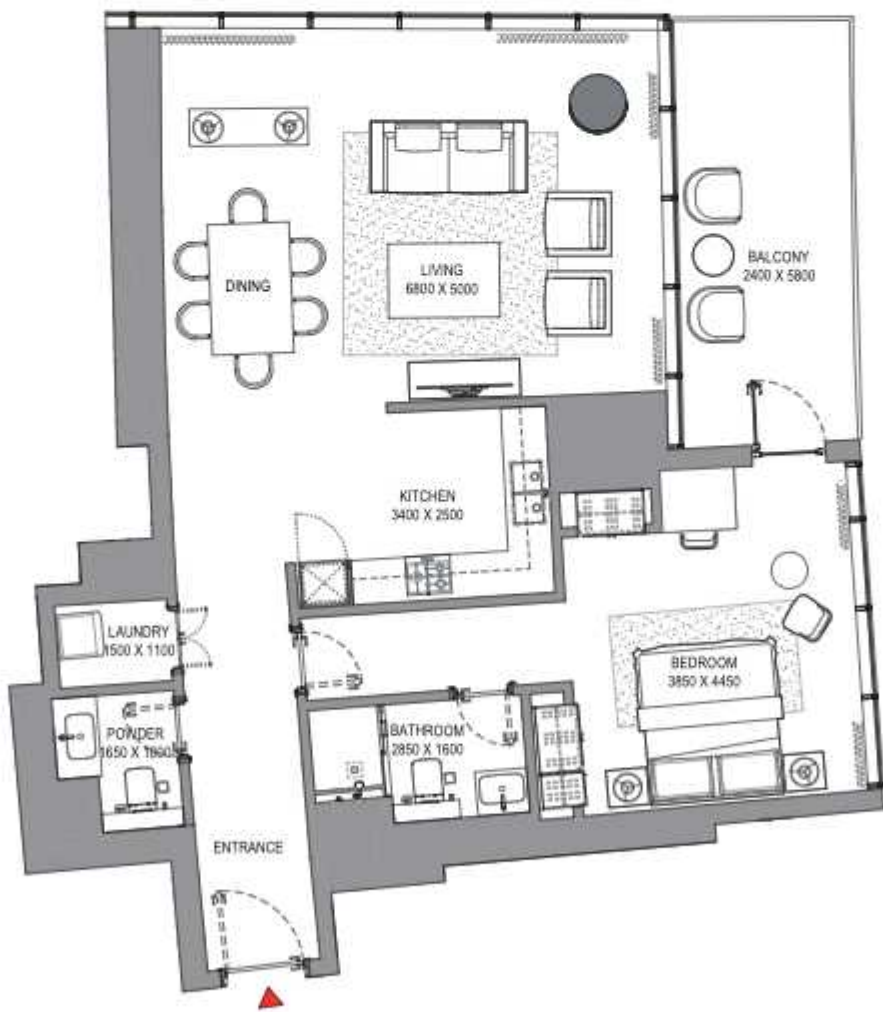 LIVING
6800 X 5000
BALCONY
2400 X 5800
DINING
KITCHEN
3400 X 2500
LAUNDRY
1500 X 1100
BEDROOM
3850 X 4450
POWDER
1650 X
BATHROOM
2850 X 1600
ENTRANCE